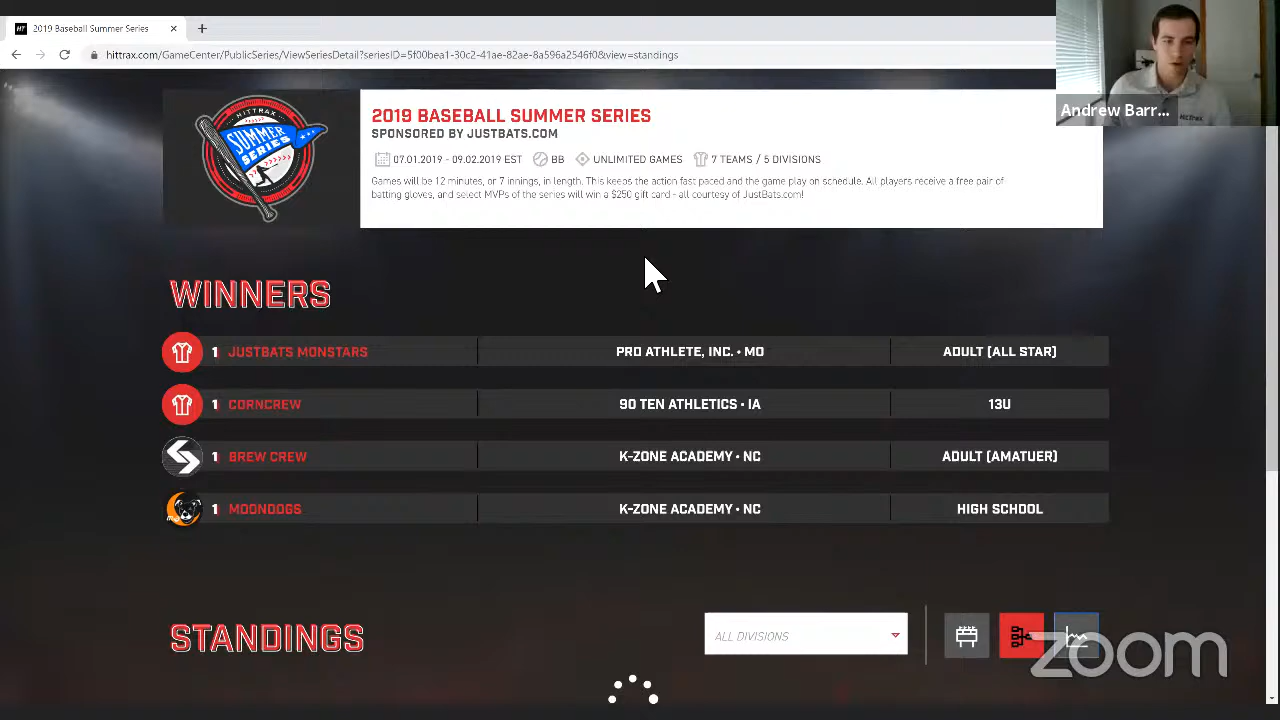 HT 2019 Baseball Summer Series
hittrax.com/GameCenter/PublicSeries/ViewSeriesDetails?seriesID=5f00bae1-30c2-41ae-82ae-8a596a2546f0&view=standings
Andrew Barr...
HITTRAX
SUMMER
SERIES
2019 BASEBALL SUMMER SERIES
SPONSORED BY JUSTBATS.COM
07.01.2019 - 09.02.2019 EST BB UNLIMITED GAMES 7 TEAMS / 5 DIVISIONS
Games will be 12 minutes, or 7 innings, in length. This keeps the action fast paced and the game play on schedule. All players receive a free pair of
batting gloves, and select MVPs of the series will win a $250 gift card - all courtesy of JustBats.com!
WINNERS
1 JUSTBATS MONSTARS PRO ATHLETE, INC. • MO ADULT (ALL STAR)
1 CORNCREW 90 TEN ATHLETICS • IA 13U
1 BREW CREW K-ZONE ACADEMY • NC ADULT (AMATUER)
1 MOONDOGS K-ZONE ACADEMY • NC HIGH SCHOOL
STANDINGS
ALL DIVISIONS
zoom